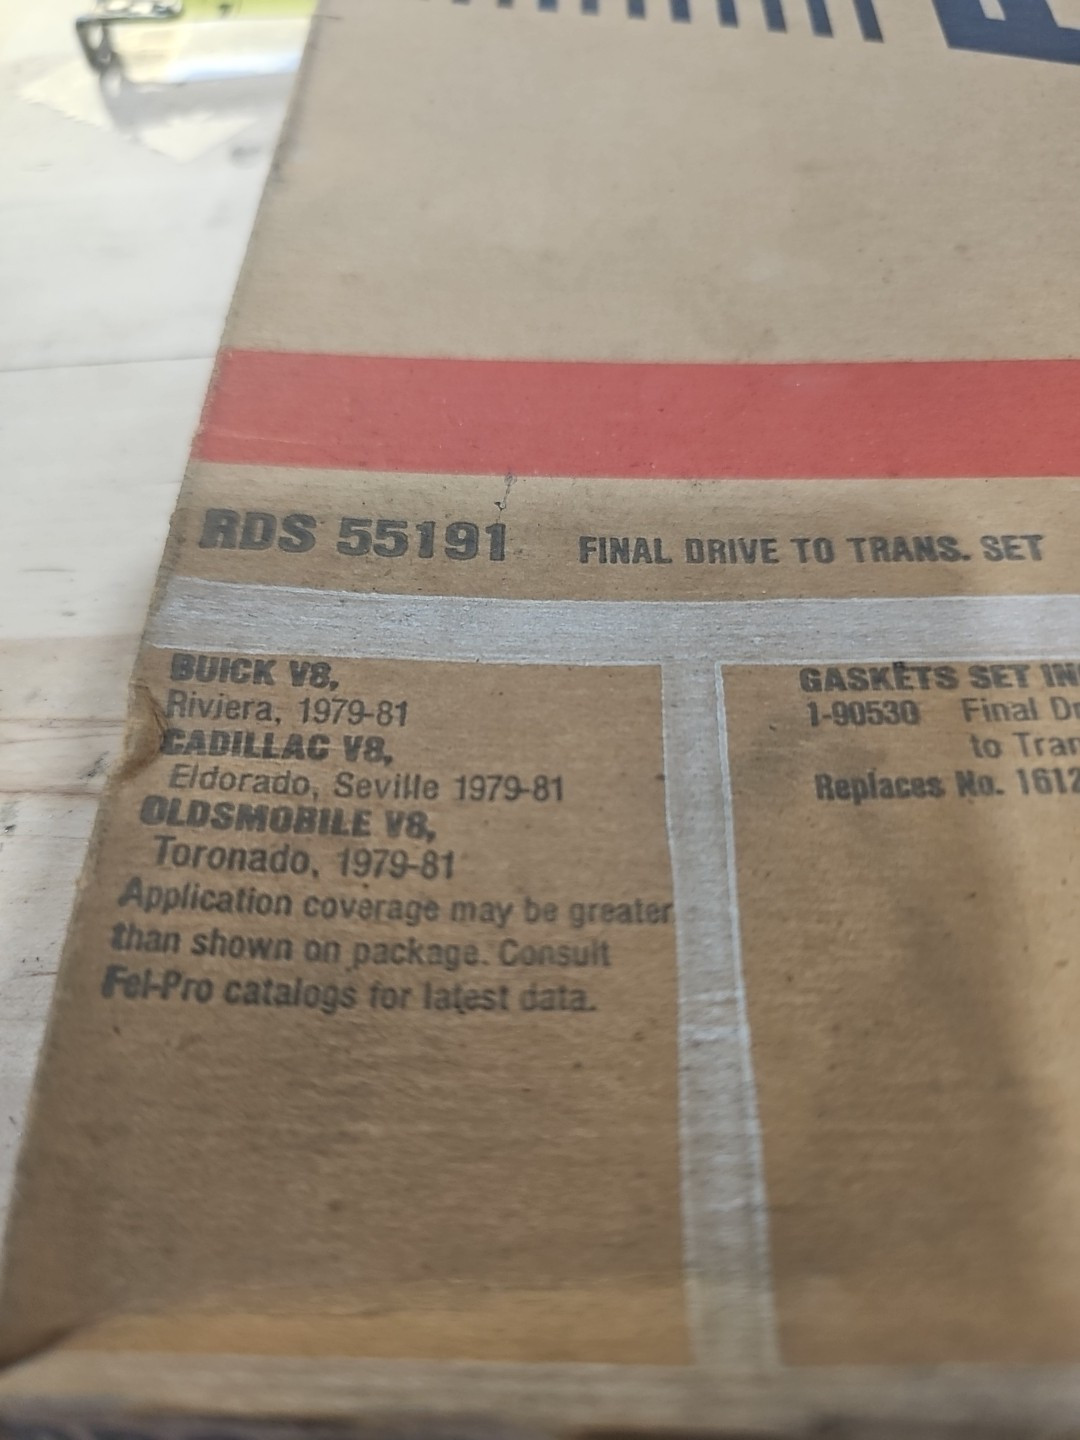 RDS 55191 FINAL DRIVE TO TRANS. SET
BUICK V8,
Riviera, 1979-81
CADILLAC V8,
Eldorado, Seville 1979-81
OLDSMOBILE V8,
Toronado, 1979-81
Application coverage may be greater
than shown on package. Consult
Fel-Pro catalogs for latest data.
GASKETS SET
1-90530 Final
to
Replaces No.